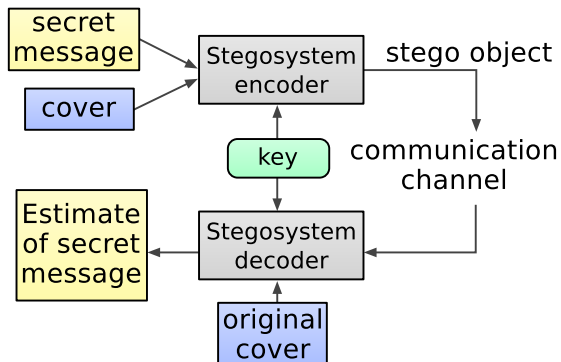 secret
message
cover
Stegosystem
encoder
stego object
key
communication
channel
Estimate
of secret
message
Stegosystem
decoder
original
cover